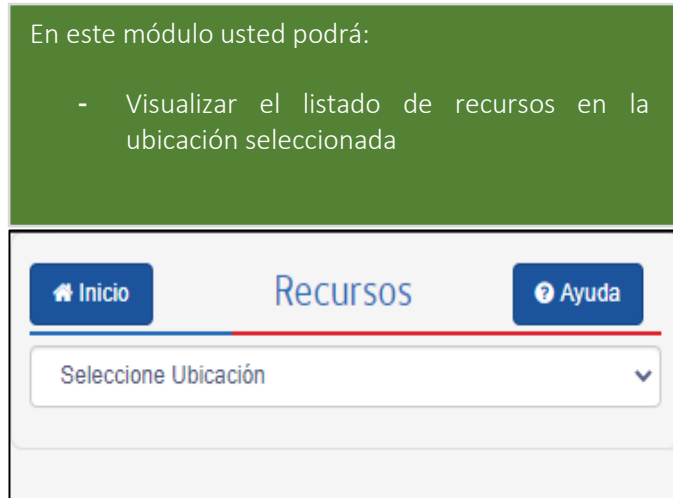 En este módulo usted podrá:
- Visualizar el listado de recursos en la
ubicación seleccionada
Inicio
Recursos
Ayuda
Seleccione Ubicación